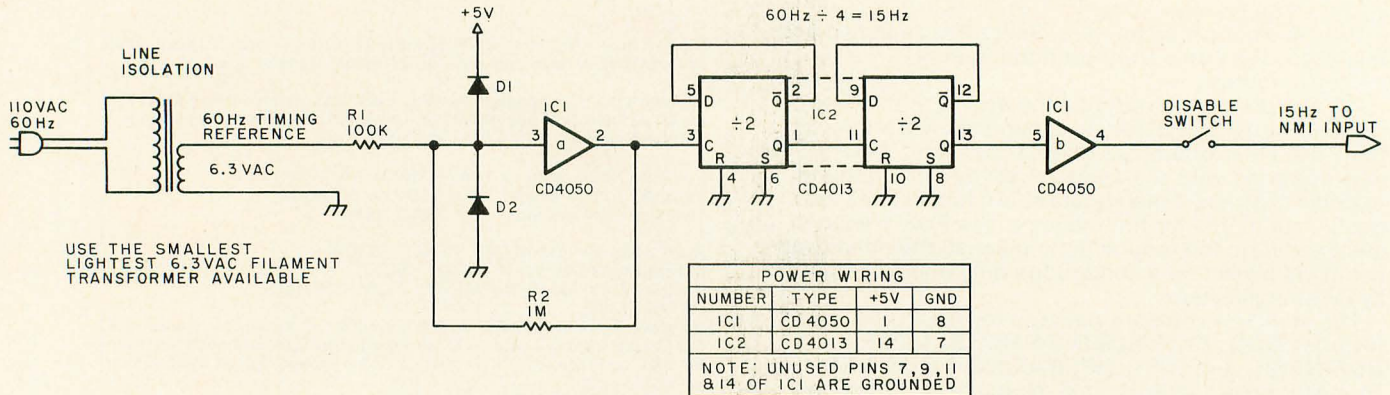 60Hz ÷ 4 = 15Hz
+5V
LINE
ISOLATION
110VAC
60Hz
60Hz TIMING
REFERENCE
6.3 VAC
R1
100K
D1
D2
IC1
3
a
2
CD4050
R2
1M
5
D
Q̄
2
÷2
3
C
Q
1
R
S
4
6
IC2
CD4013
9
D
Q̄
12
÷2
11
C
Q
13
R
S
10
8
IC1
5
b
4
CD4050
DISABLE
SWITCH
15Hz TO
NMI INPUT
USE THE SMALLEST
LIGHTEST 6.3VAC FILAMENT
TRANSFORMER AVAILABLE
POWER WIRING
NUMBER TYPE +5V GND
IC1 CD4050 1 8
IC2 CD4013 14 7
NOTE: UNUSED PINS 7,9,11
&14 OF IC1 ARE GROUNDED